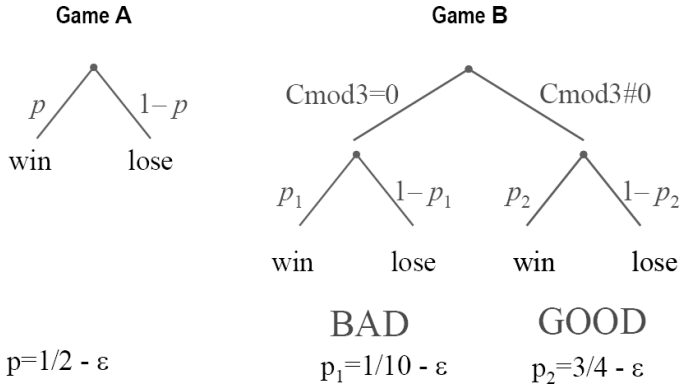 Game A
Game B
p
1– p
win
lose
Cmod3=0
Cmod3#0
p₁
1– p₁
p₂
1– p₂
win
lose
win
lose
BAD
GOOD
p=1/2 - ε
p₁=1/10 - ε
p₂=3/4 - ε